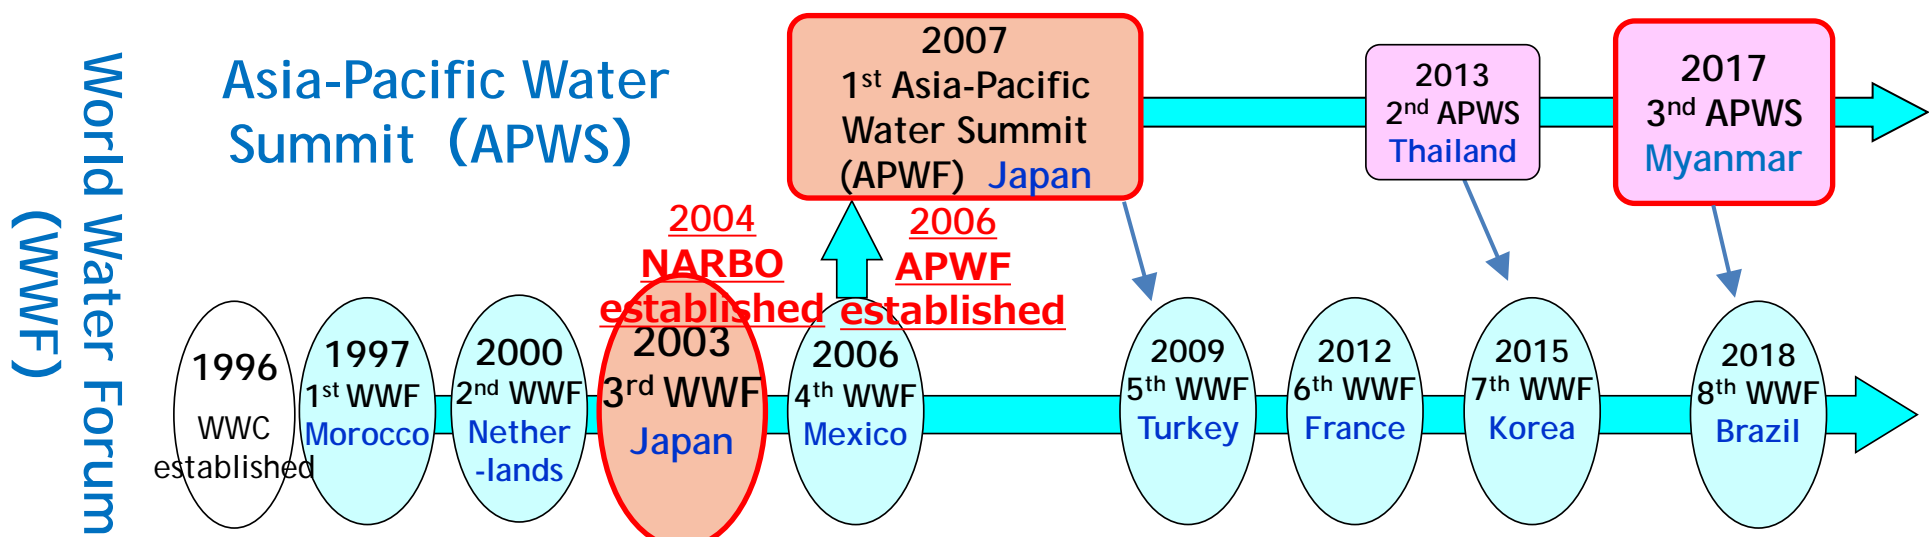 World Water Forum
(WWF)
Asia-Pacific Water
Summit (APWS)
2007
1st Asia-Pacific
Water Summit
(APWF) Japan
2013
2nd APWS
Thailand
2017
3nd APWS
Myanmar
2004
NARBO
established
2006
APWF
established
1996
WWC
established
1997
1st WWF
Morocco
2000
2nd WWF
Nether
-lands
2003
3rd WWF
Japan
2006
4th WWF
Mexico
2009
5th WWF
Turkey
2012
6th WWF
France
2015
7th WWF
Korea
2018
8th WWF
Brazil